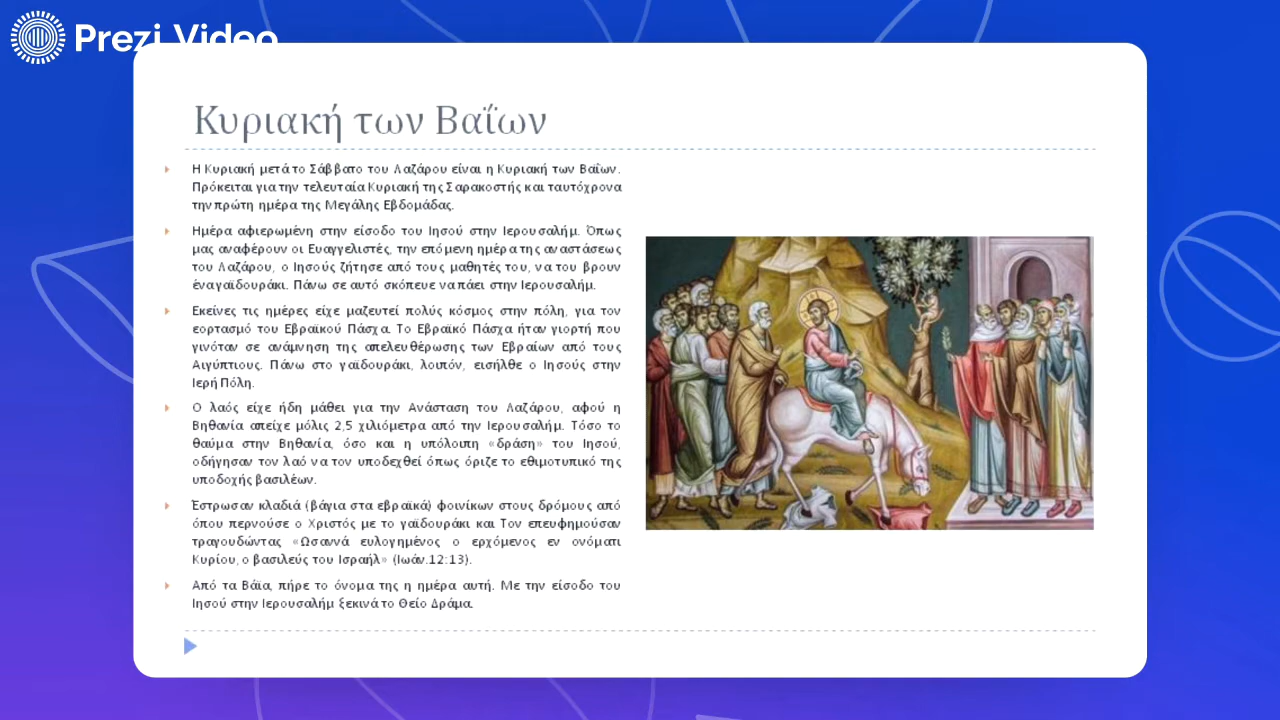 Prezi Video
Κυριακή των Βαΐων
Η Κυριακή μετά το Σάββατο του Λαζάρου είναι η Κυριακή των Βαΐων.
Πρόκειται για την τελευταία Κυριακή της Σαρακοστής και ταυτόχρονα
την πρώτη ημέρα της Μεγάλης Εβδομάδας.
Ημέρα αφιερωμένη στην είσοδο του Ιησού στην Ιερουσαλήμ. Όπως
μας αναφέρουν οι Ευαγγελιστές, την επόμενη ημέρα της αναστάσεως
του Λαζάρου, ο Ιησούς ζήτησε από τους μαθητές του, να του βρουν
ένα γαϊδουράκι. Πάνω σε αυτό σκόπευε να πάει στην Ιερουσαλήμ.
Εκείνες τις ημέρες είχε μαζευτεί πολύς κόσμος στην πόλη, για τον
εορτασμό του Εβραϊκού Πάσχα. Το Εβραϊκό Πάσχα ήταν γιορτή που
γινόταν σε ανάμνηση της απελευθέρωσης των Εβραίων από τους
Αιγύπτιους. Πάνω στο γαϊδουράκι, λοιπόν, εισήλθε ο Ιησούς στην
Ιερή Πόλη.
Ο λαός είχε ήδη μάθει για την Ανάσταση του Λαζάρου, αφού η
Βηθανία απείχε μόλις 2,5 χιλιόμετρα από την Ιερουσαλήμ. Τόσο το
θαύμα στην Βηθανία, όσο και η υπόλοιπη «δράση» του Ιησού,
οδήγησαν τον λαό να τον υποδεχθεί όπως όριζε το εθιμοτυπικό της
υποδοχής βασιλέων.
Έστρωσαν κλαδιά (βάγια στα εβραϊκά) φοινίκων στους δρόμους από
όπου περνούσε ο Χριστός με το γαϊδουράκι και Τον επευφημούσαν
τραγουδώντας «Ωσαννά ευλογημένος ο ερχόμενος εν ονόματι
Κυρίου, ο βασιλεύς του Ισραήλ» (Ιωάν.12:13).
Από τα Βάϊα, πήρε το όνομα της η ημέρα αυτή. Με την είσοδο του
Ιησού στην Ιερουσαλήμ ξεκινά το Θείο Δράμα.